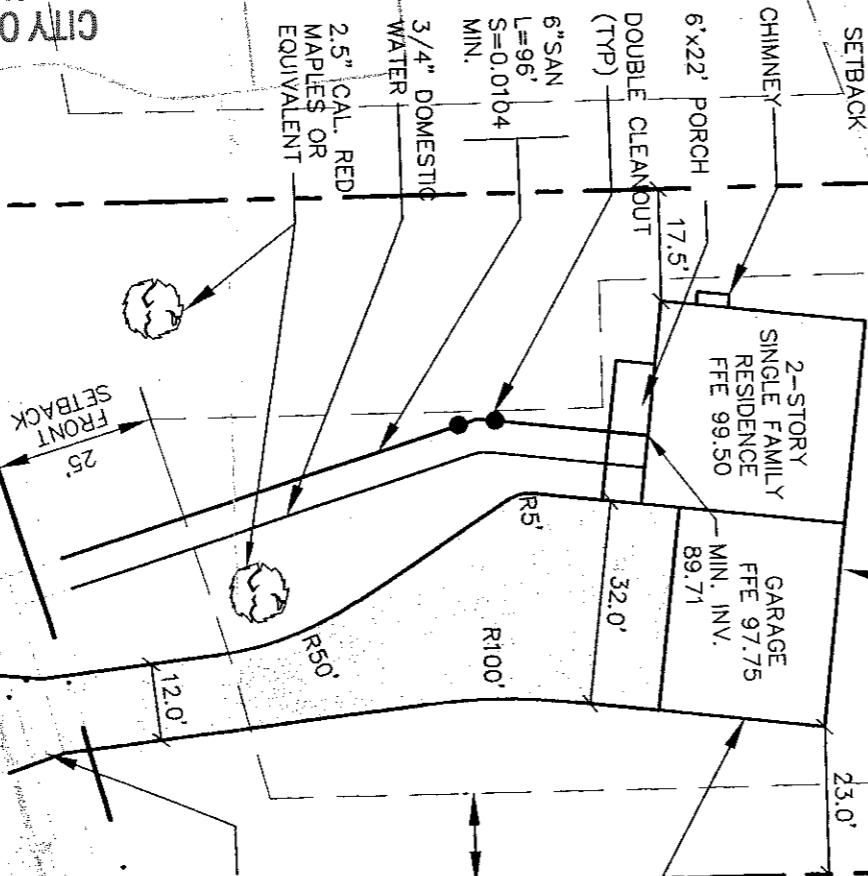 SETBACK
CHIMNEY
6'x22' PORCH
DOUBLE CLEANOUT
(TYP)
6"SAN
L=96'
S=0.0104
MIN.
3/4" DOMESTIC
WATER
2.5" CAL. RED
MAPLES OR
EQUIVALENT
17.5'
2-STORY
SINGLE FAMILY
RESIDENCE
FFE 99.50
GARAGE
FFE 97.75
MIN. INV.
89.71
23.0'
32.0'
R5'
R100'
R50'
12.0'
25'
FRONT
SETBACK
CITY